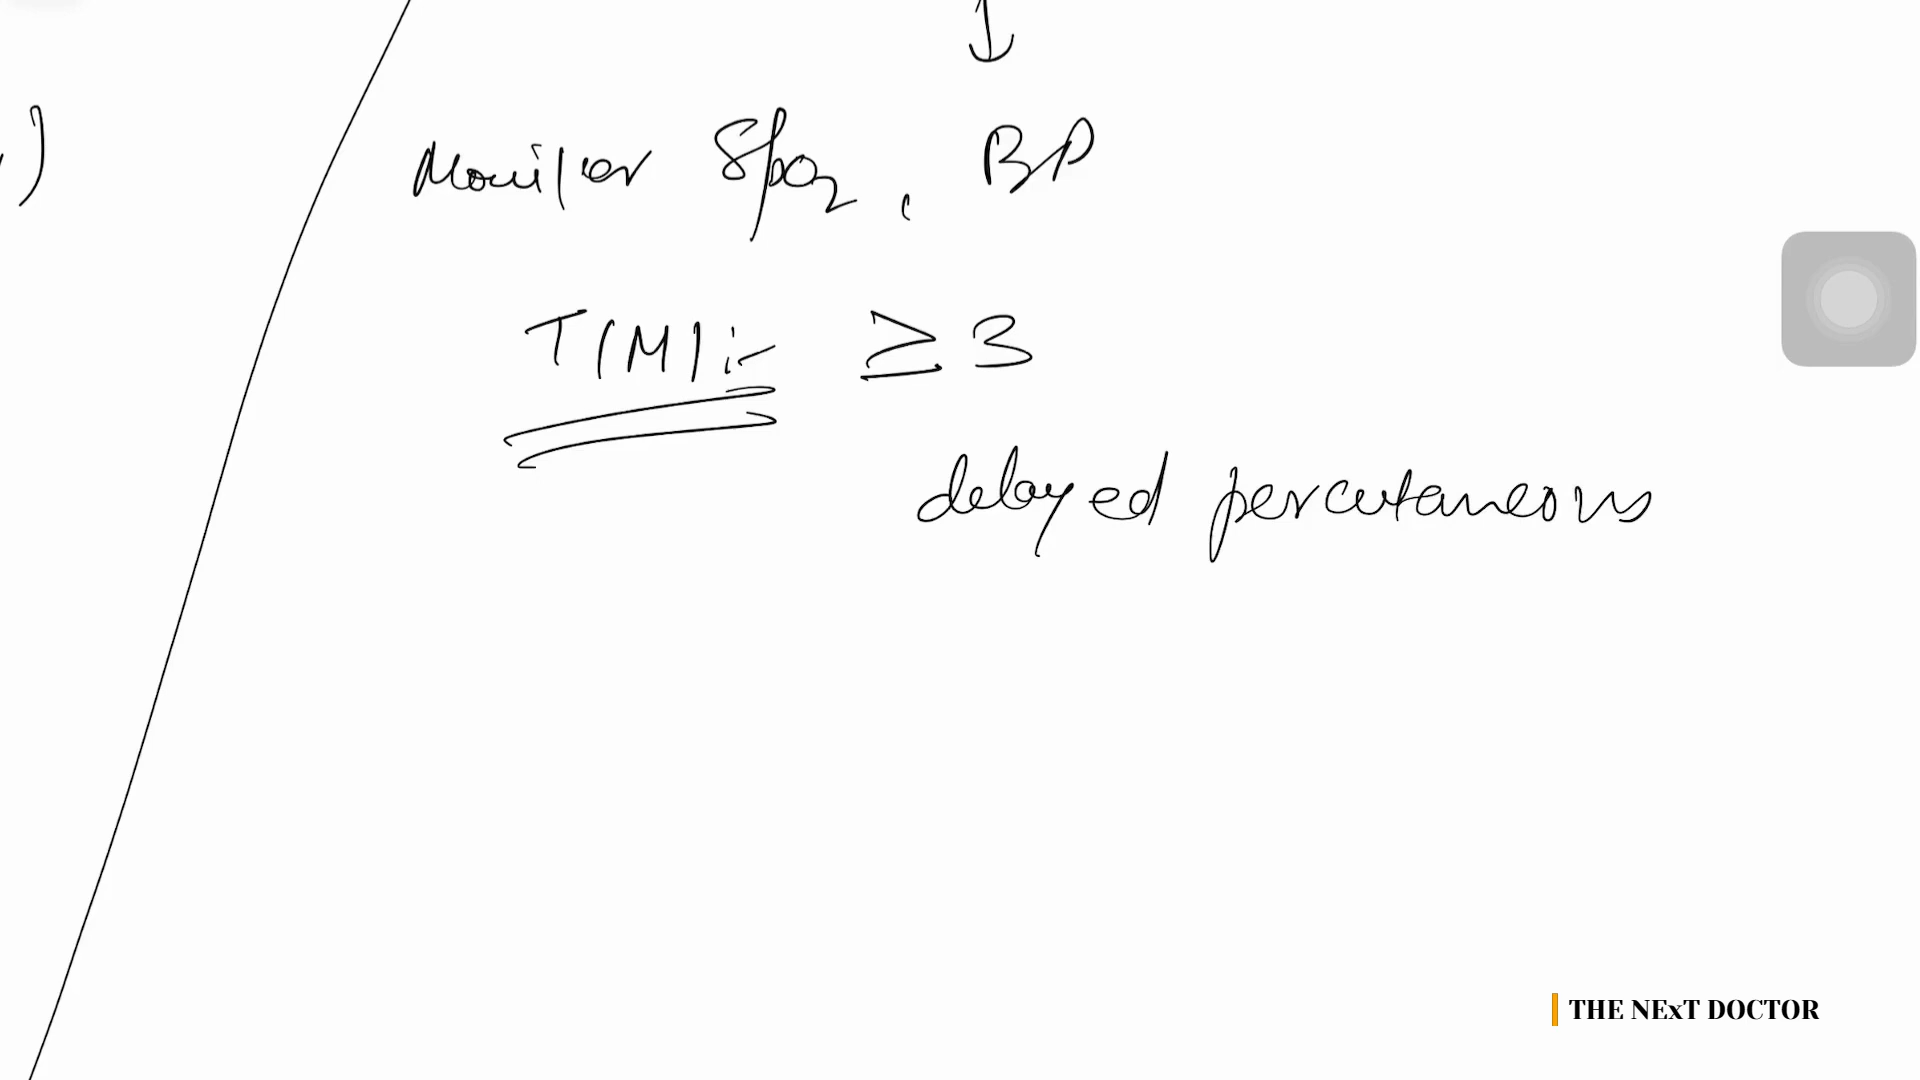 )
Monitor SpO2, BP
TIMI :- ≥ 3
delayed percutaneous
THE NExT DOCTOR